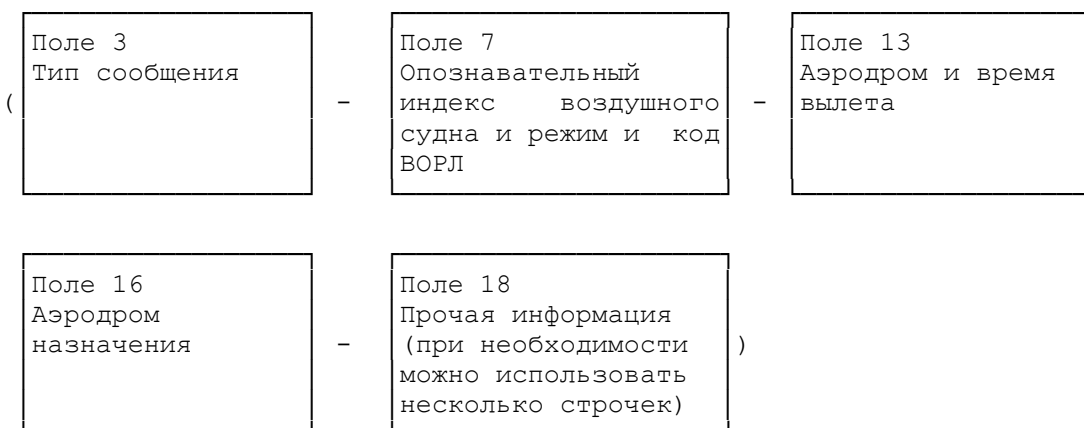 Поле 3 Поле 7 Поле 13
Тип сообщения Опознавательный Аэродром и время
( - индекс воздушного - вылета
судна и режим и код
ВОРЛ
Поле 16 Поле 18
Аэродром Прочая информация
назначения - (при необходимости )
можно использовать
несколько строчек)